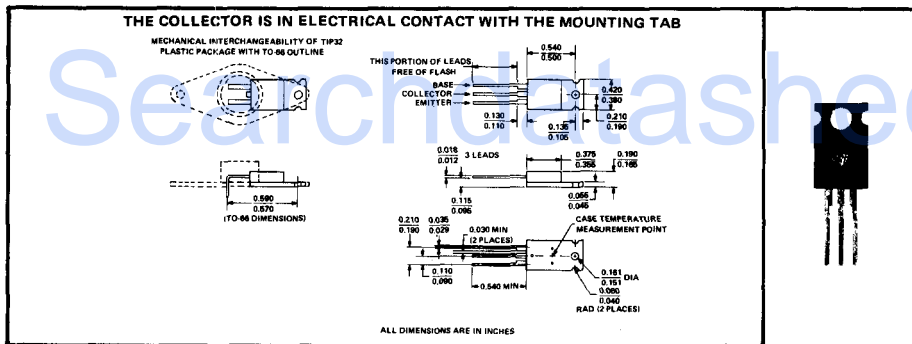 THE COLLECTOR IS IN ELECTRICAL CONTACT WITH THE MOUNTING TAB
MECHANICAL INTERCHANGEABILITY OF TIP32
PLASTIC PACKAGE WITH TO-66 OUTLINE
THIS PORTION OF LEADS
FREE OF FLASH
BASE
COLLECTOR
EMITTER
0.540
0.500
0.420
0.380
0.130
0.110
0.135
0.105
0.210
0.190
0.018
0.012
3 LEADS
0.375
0.355
0.190
0.165
0.115
0.095
0.055
0.045
0.590
0.570
(TO-66 DIMENSIONS)
0.210
0.190
0.035
0.029
0.030 MIN
(2 PLACES)
CASE TEMPERATURE
MEASUREMENT POINT
0.110
0.090
0.540 MIN
0.161
0.151
DIA
0.060
0.040
RAD (2 PLACES)
ALL DIMENSIONS ARE IN INCHES
Searchdatashee